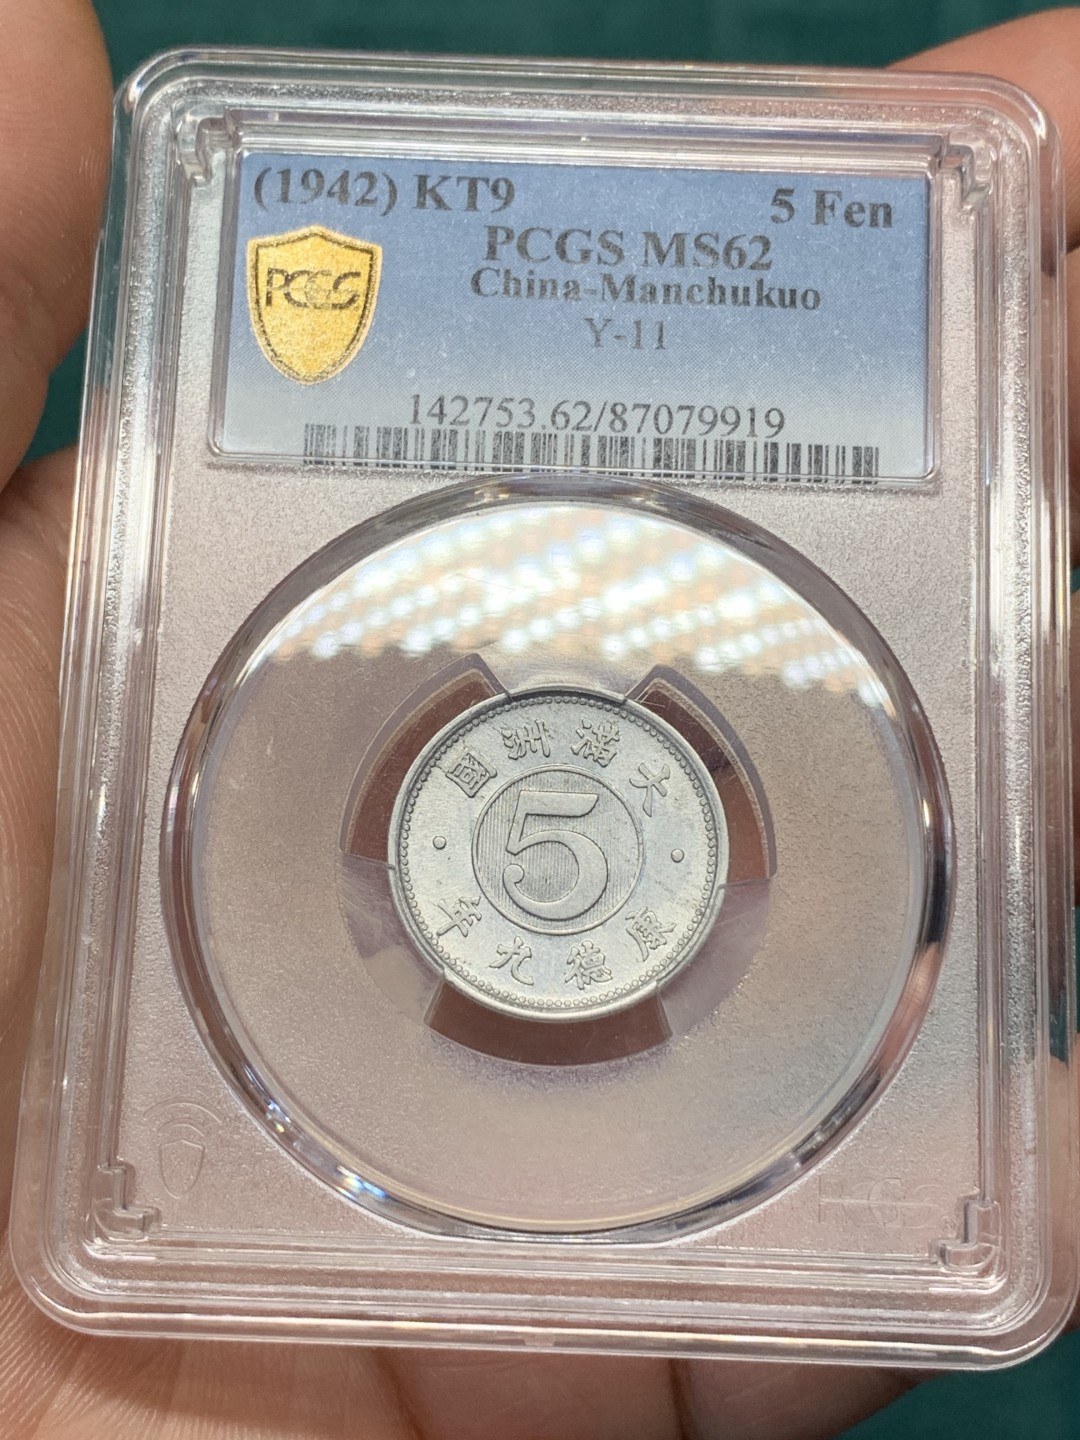 (1942) KT9 5 Fen
PCGS MS62
China-Manchukuo
Y-11
PCGS
142753.62/87079919
大滿洲國
5
康德九年
PCGS